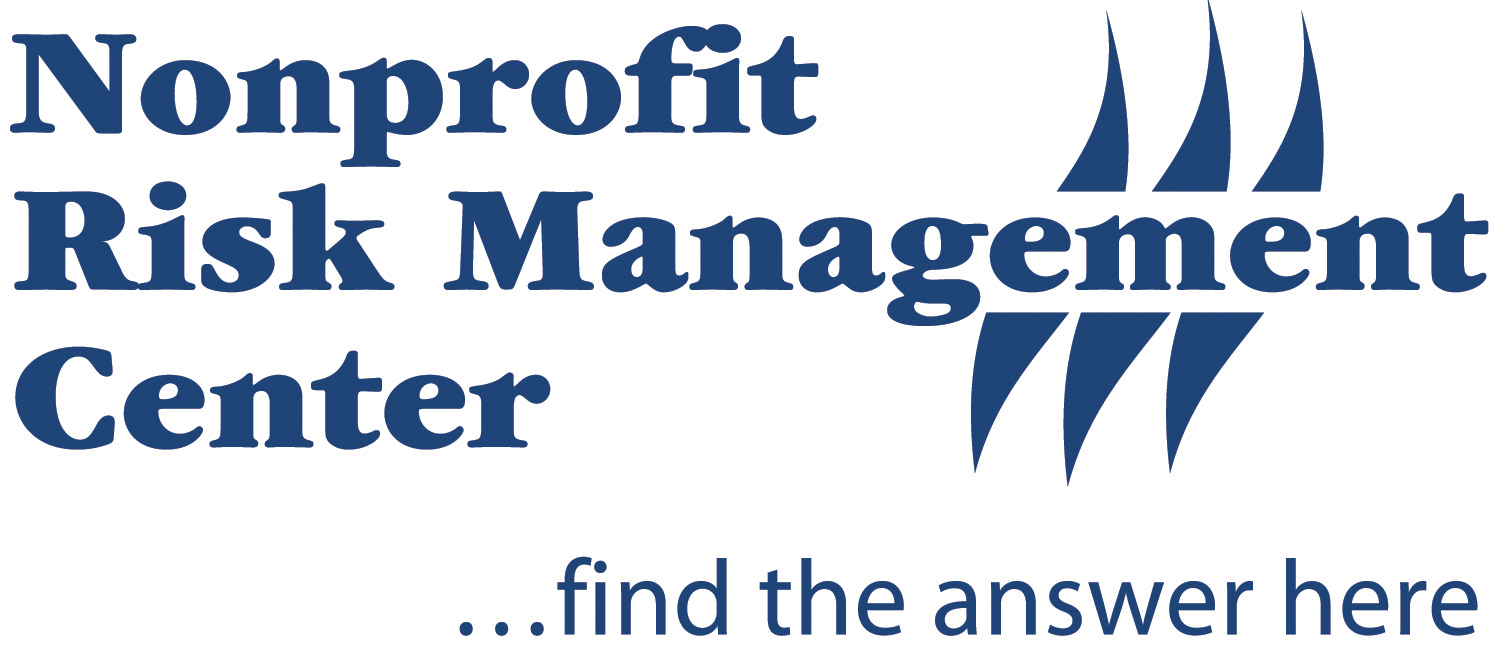 Nonprofit
Risk Management
Center
...find the answer here